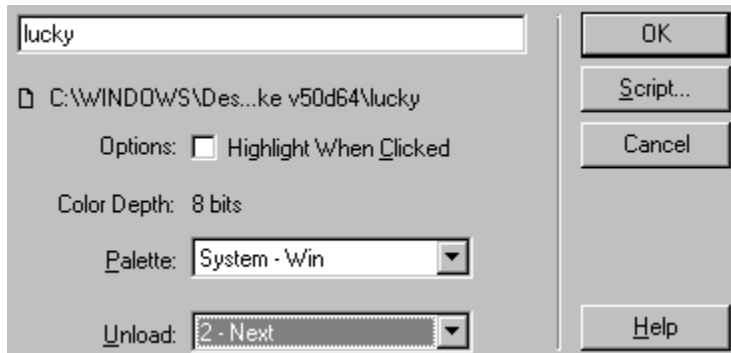 lucky
OK
C:\WINDOWS\Des...ke v50d64\lucky
Script...
Options: Highlight When Clicked
Cancel
Color Depth: 8 bits
Palette: System - Win
Unload: 2 - Next
Help